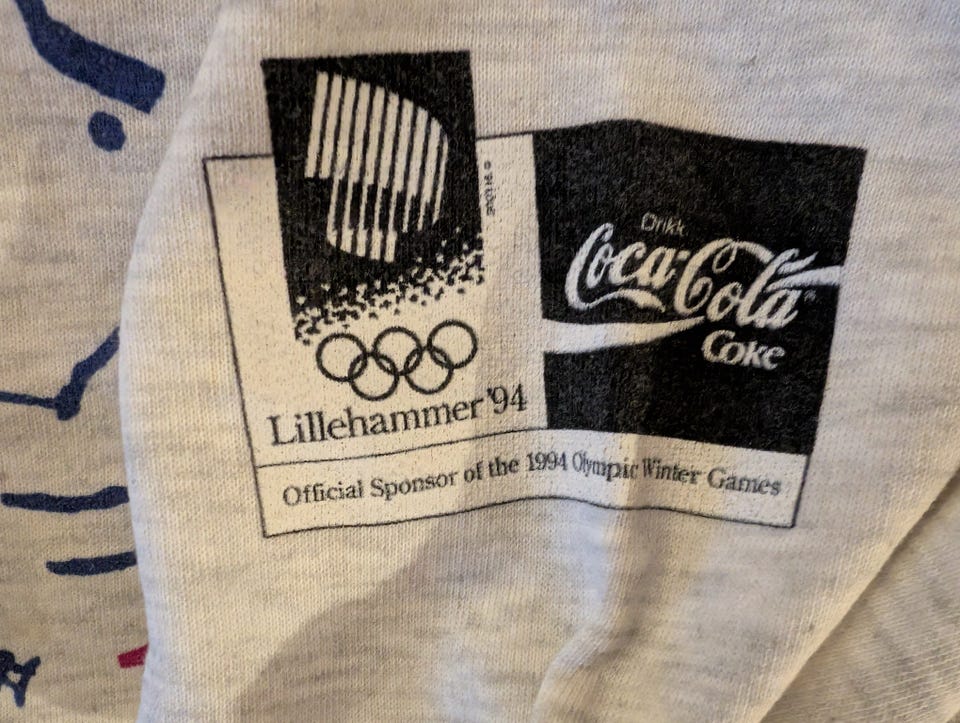 Drikk
Coca-Cola®
Coke
Lillehammer '94
Official Sponsor of the 1994 Olympic Winter Games